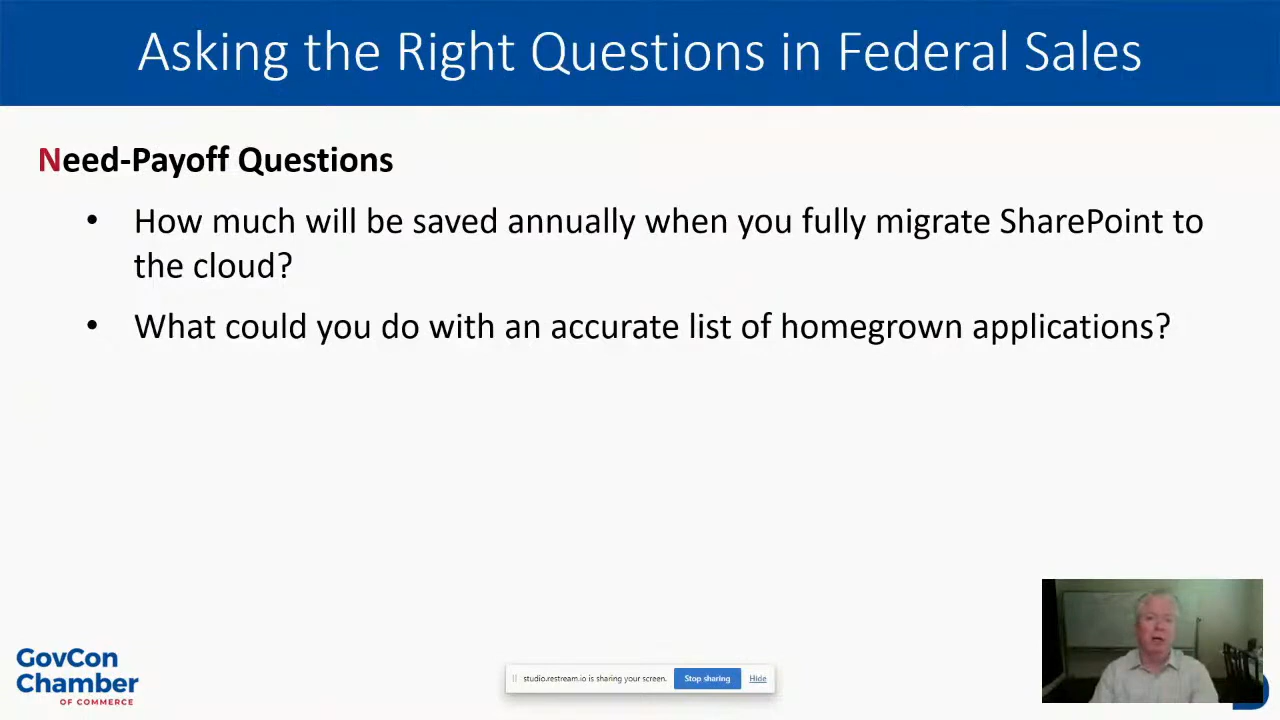 Asking the Right Questions in Federal Sales
Need-Payoff Questions
• How much will be saved annually when you fully migrate SharePoint to
the cloud?
• What could you do with an accurate list of homegrown applications?
GovCon
Chamber
OF COMMERCE
studio.restream.io is sharing your screen.
Stop sharing
Hide